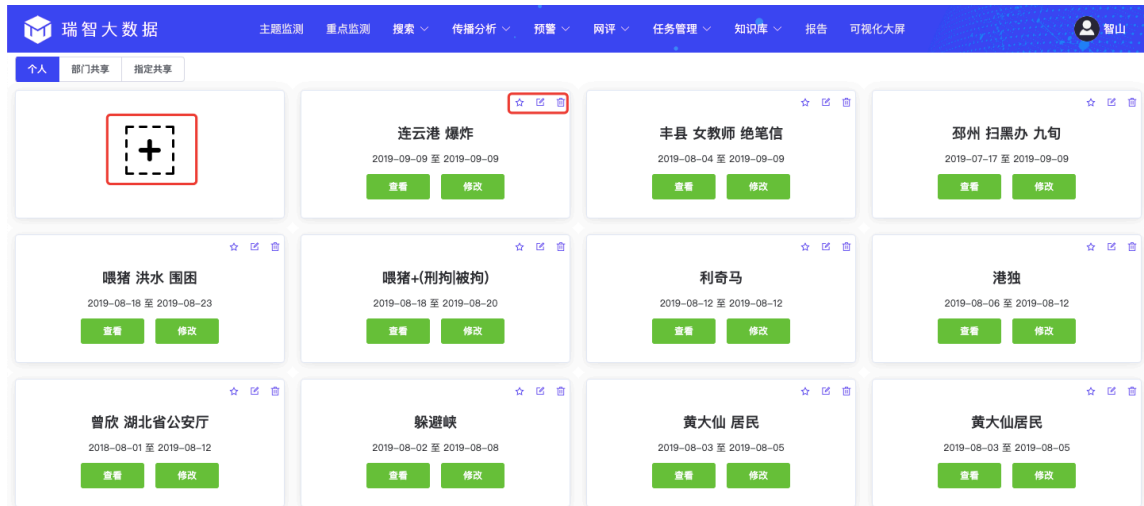 瑞智大数据
主题监测 重点监测 搜索 传播分析 预警 网评 任务管理 知识库 报告 可视化大屏 智山
个人 部门共享 指定共享
连云港 爆炸
2019-09-09 至 2019-09-09
查看 修改
丰县 女教师 绝笔信
2019-08-04 至 2019-09-09
查看 修改
邳州 扫黑办 九旬
2019-07-17 至 2019-09-09
查看 修改
喂猪 洪水 围困
2019-08-18 至 2019-08-23
查看 修改
喂猪+(刑拘|被拘)
2019-08-18 至 2019-08-20
查看 修改
利奇马
2019-08-12 至 2019-08-12
查看 修改
港独
2019-08-06 至 2019-08-12
查看 修改
曾欣 湖北省公安厅
2018-08-01 至 2019-08-12
查看 修改
躲避峡
2019-08-02 至 2019-08-08
查看 修改
黄大仙 居民
2019-08-03 至 2019-08-05
查看 修改
黄大仙居民
2019-08-03 至 2019-08-05
查看 修改